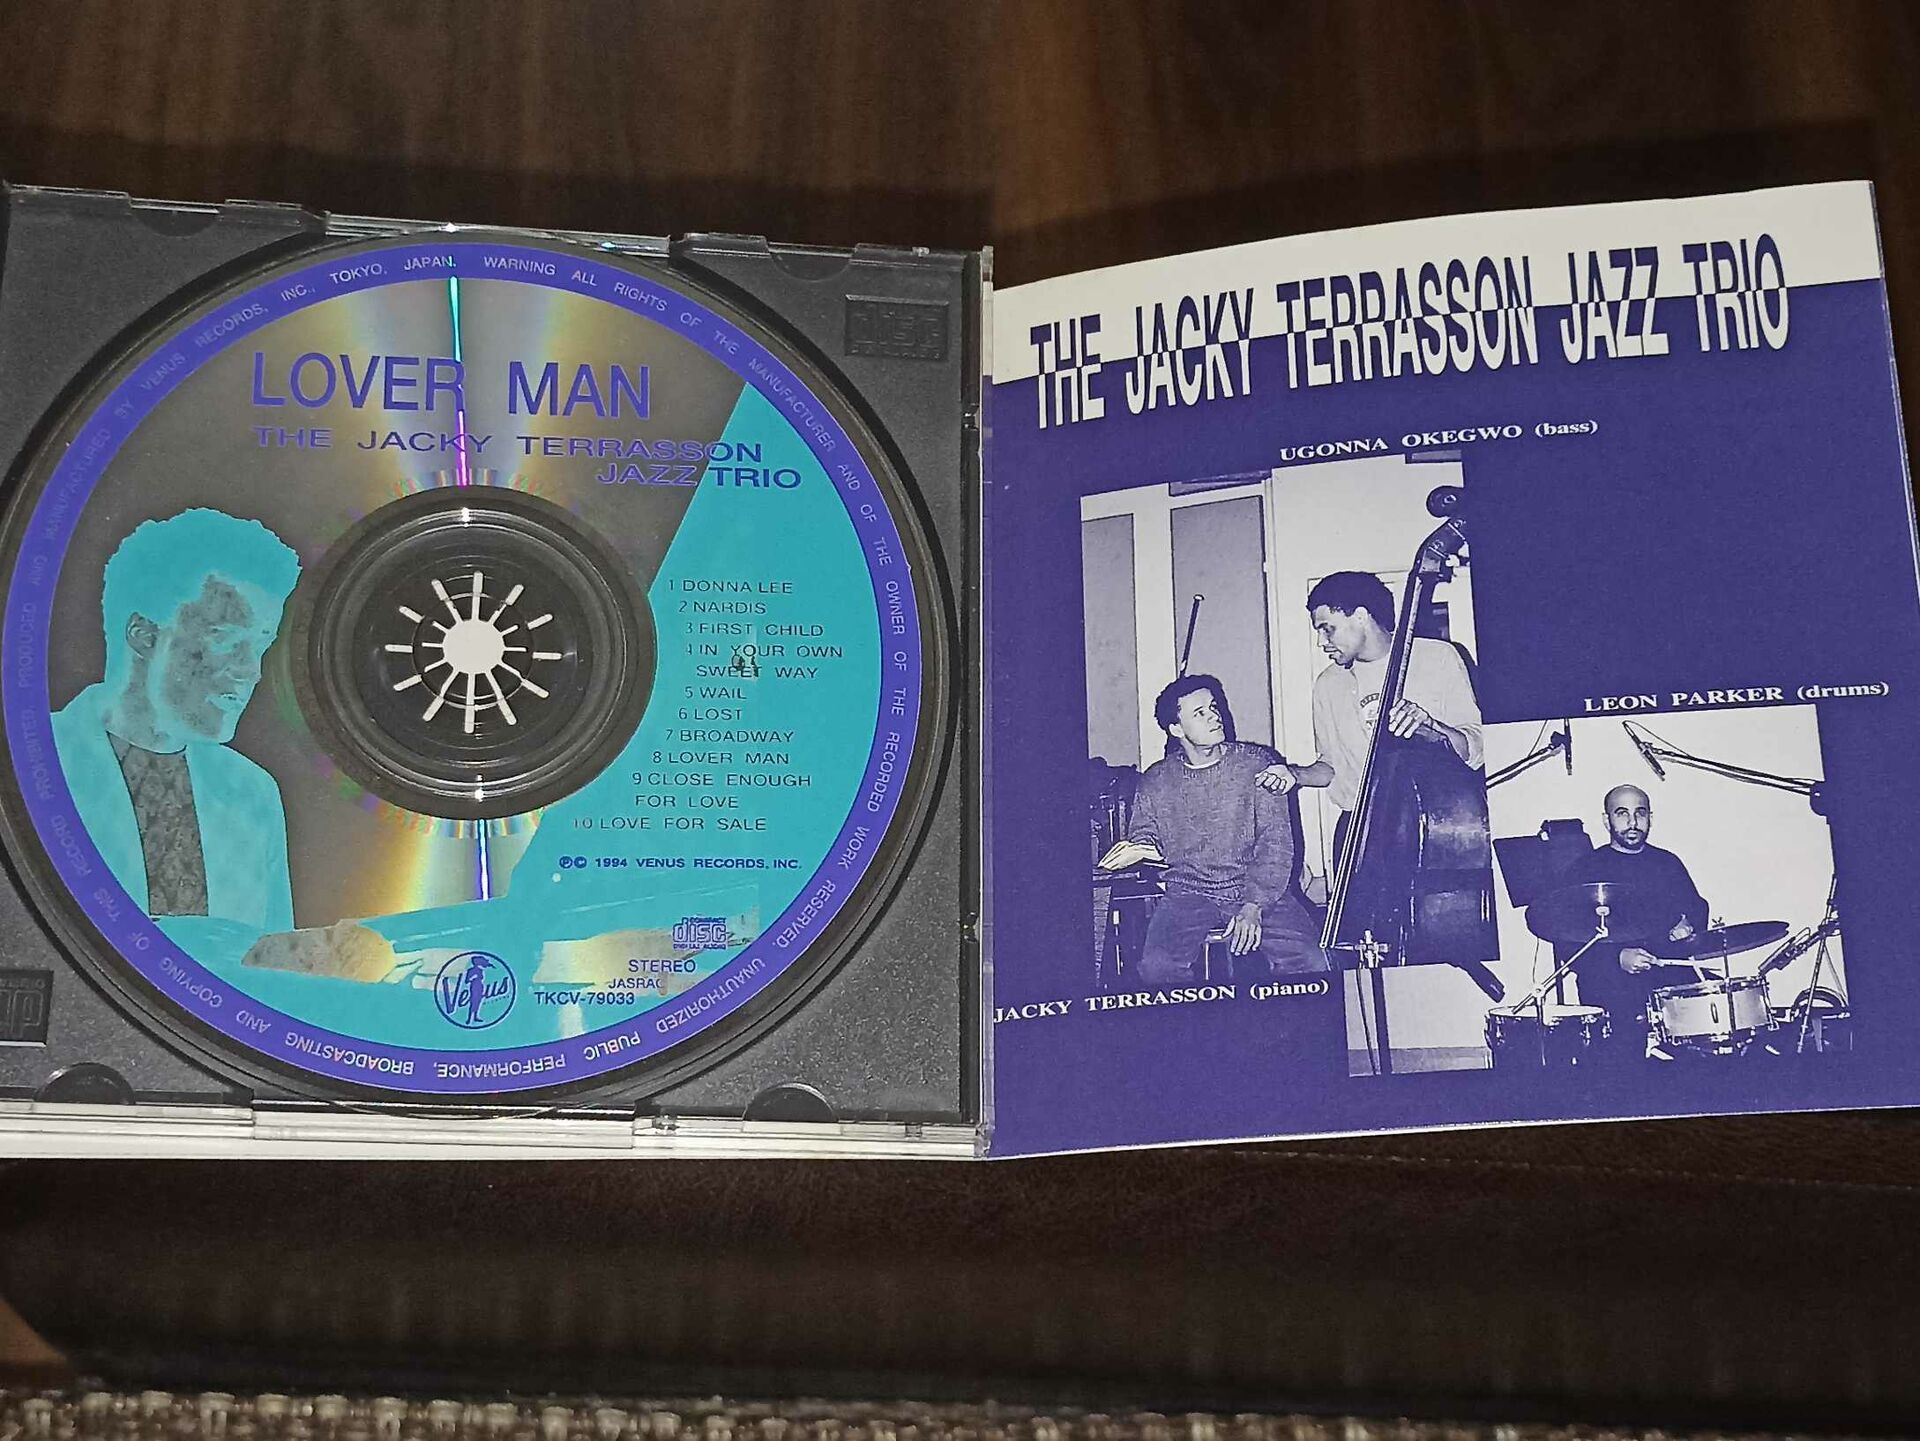 LOVER MAN
THE JACKY TERRASSON
JAZZ TRIO
1 DONNA LEE
2 NARDIS
3 FIRST CHILD
4 IN YOUR OWN
SWEET WAY
5 WAIL
6 LOST
7 BROADWAY
8 LOVER MAN
9 CLOSE ENOUGH
FOR LOVE
10 LOVE FOR SALE
℗© 1994 VENUS RECORDS, INC.
COMPACT
disc
DIGITAL AUDIO
STEREO
JASRAC
TKCV-79033
Venus
PRODUCED AND MANUFACTURED BY VENUS RECORDS, INC., TOKYO, JAPAN. WARNING ALL RIGHTS OF THE MANUFACTURER AND OF THE OWNER OF THE RECORDED WORK RESERVED UNAUTHORIZED PUBLIC PERFORMANCE, BROADCASTING AND COPYING OF THIS RECORD PROHIBITED.
THE JACKY TERRASSON JAZZ TRIO
UGONNA OKEGWO (bass)
LEON PARKER (drums)
JACKY TERRASSON (piano)